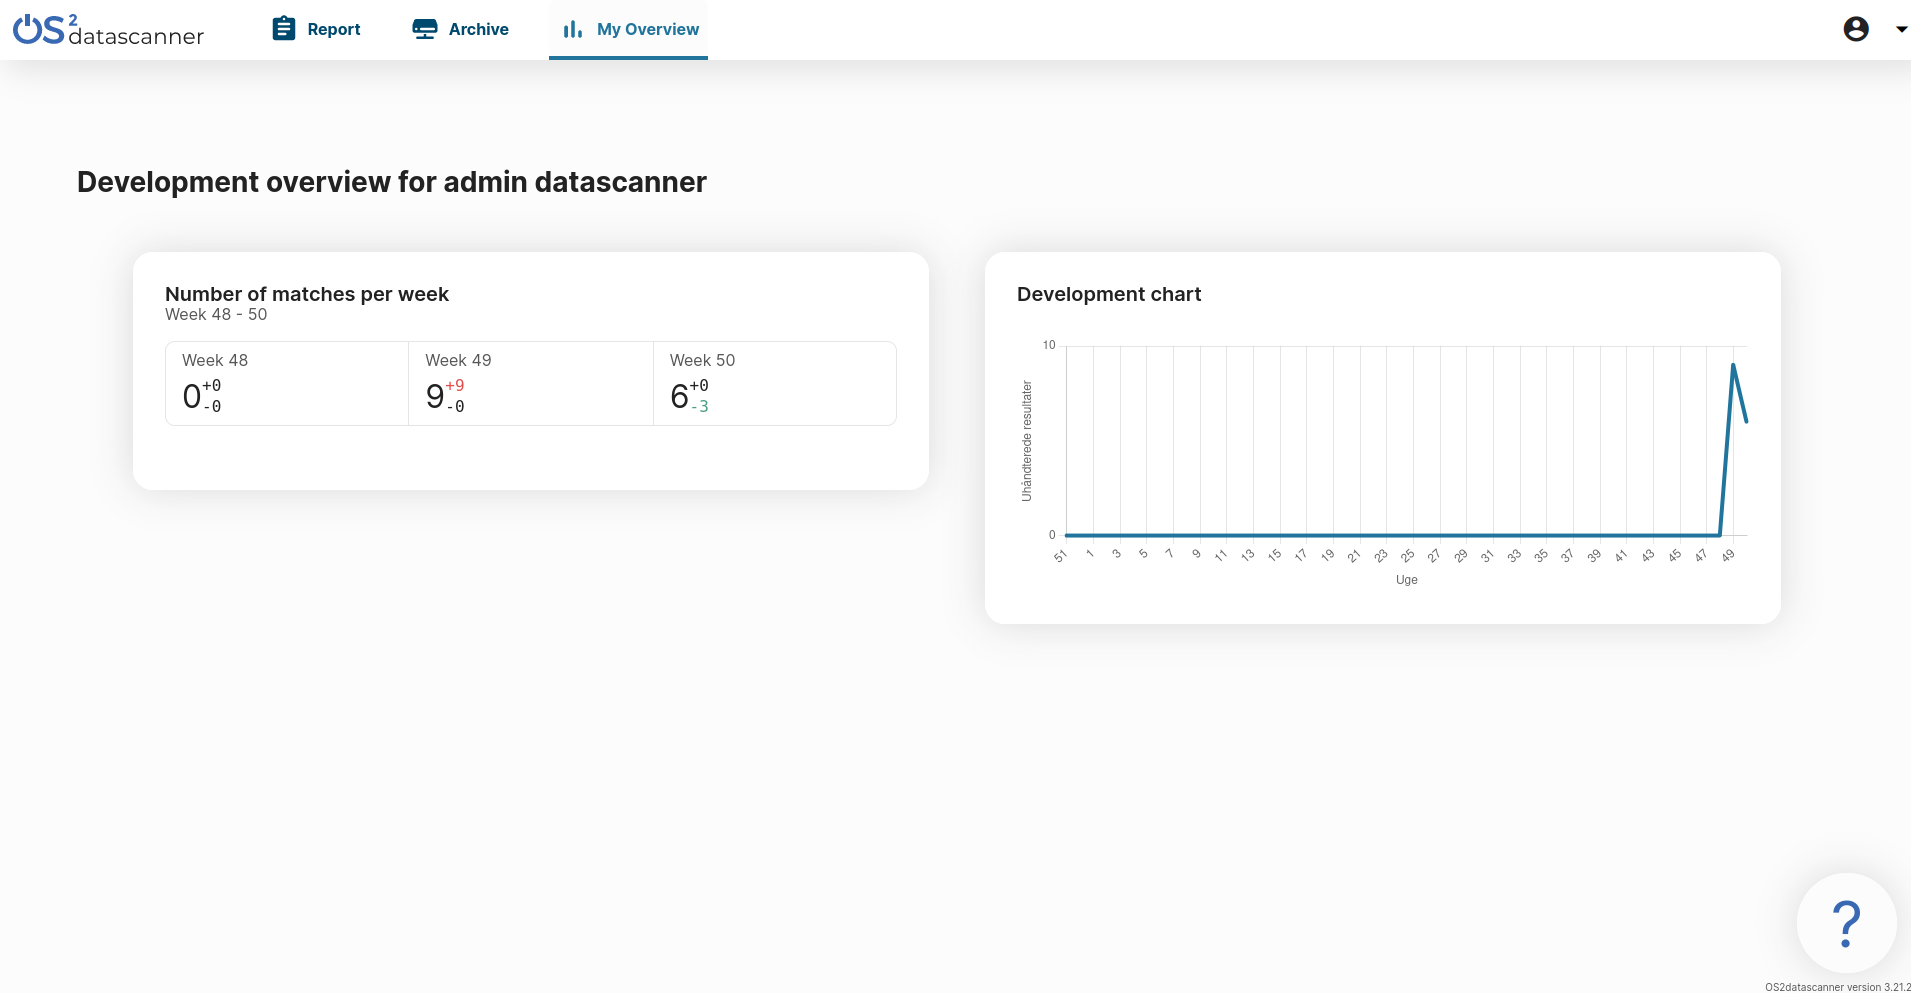 OS2 datascanner
Report
Archive
My Overview
Development overview for admin datascanner
Number of matches per week
Week 48 - 50
Week 48
0 +0 -0
Week 49
9 +9 -0
Week 50
6 +0 -3
Development chart
10
0
Uhåndterede resultater
51 1 3 5 7 9 11 13 15 17 19 21 23 25 27 29 31 33 35 37 39 41 43 45 47 49
Uge
?
OS2datascanner version 3.21.2